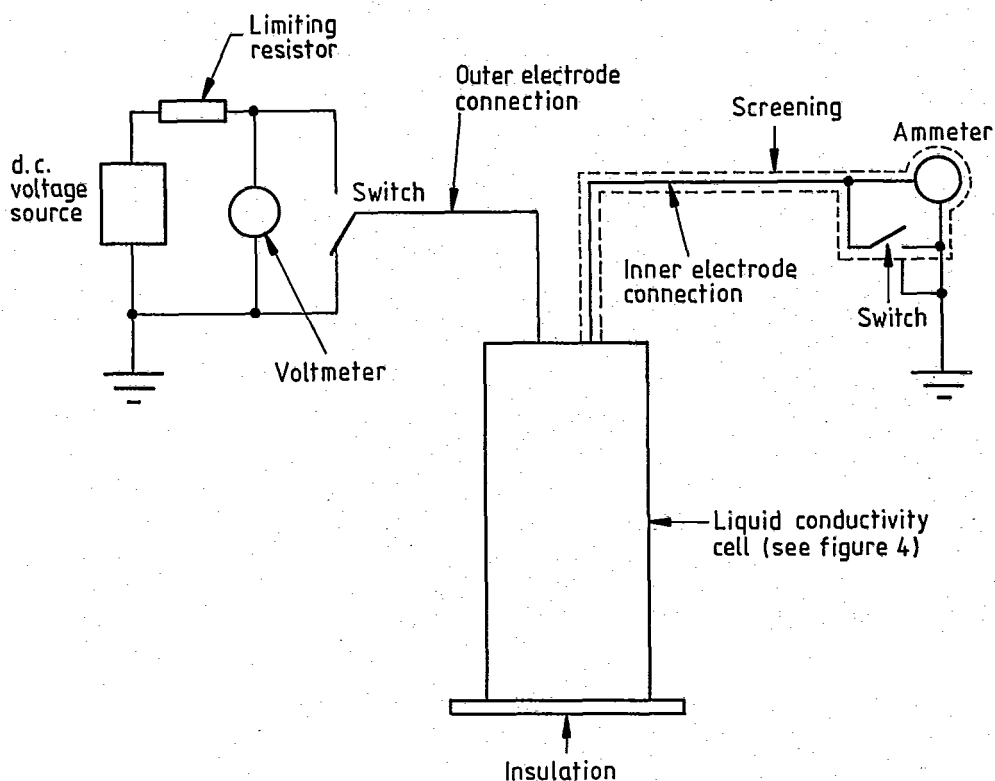 Limiting
resistor
Outer electrode
connection
Screening
Ammeter
d.c.
voltage
source
Switch
Inner electrode
connection
Switch
Voltmeter
Liquid conductivity
cell (see figure 4)
Insulation